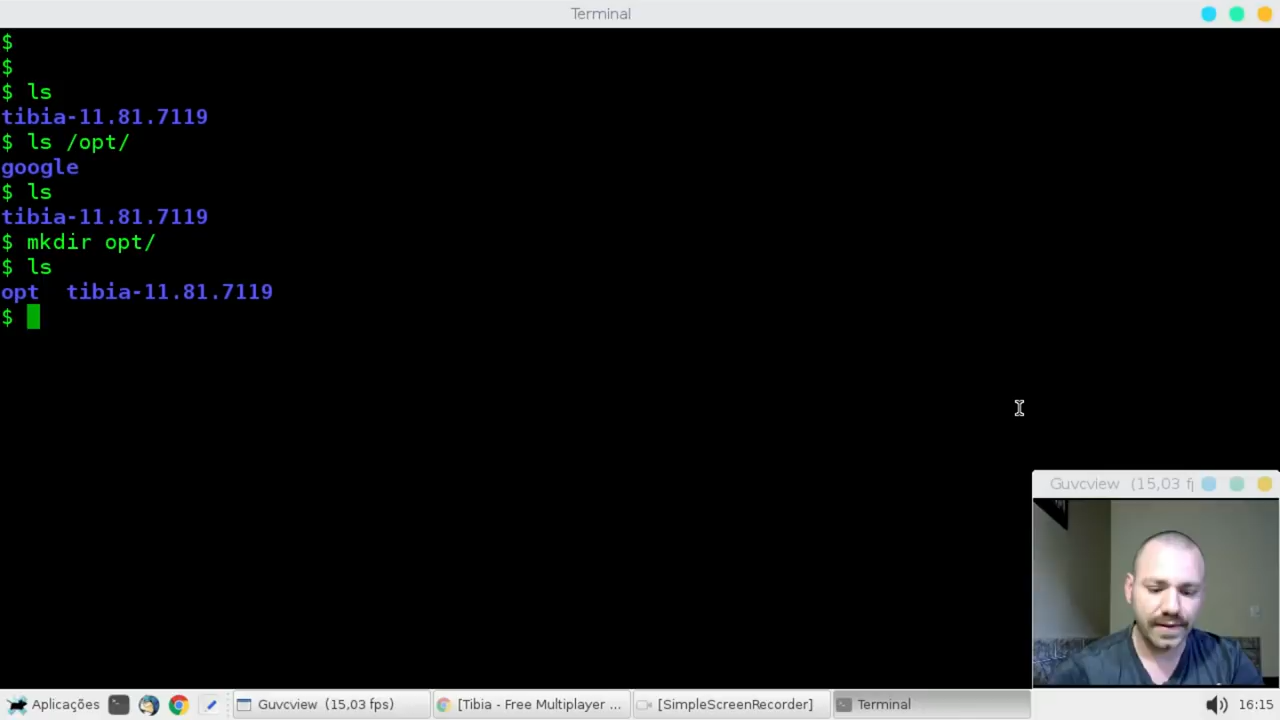 Terminal
$
$
$ ls
tibia-11.81.7119
$ ls /opt/
google
$ ls
tibia-11.81.7119
$ mkdir opt/
$ ls
opt  tibia-11.81.7119
$
Guvcview (15,03 f
Aplicações
Guvcview (15,03 fps)
[Tibia - Free Multiplayer ...
[SimpleScreenRecorder]
Terminal
16:15